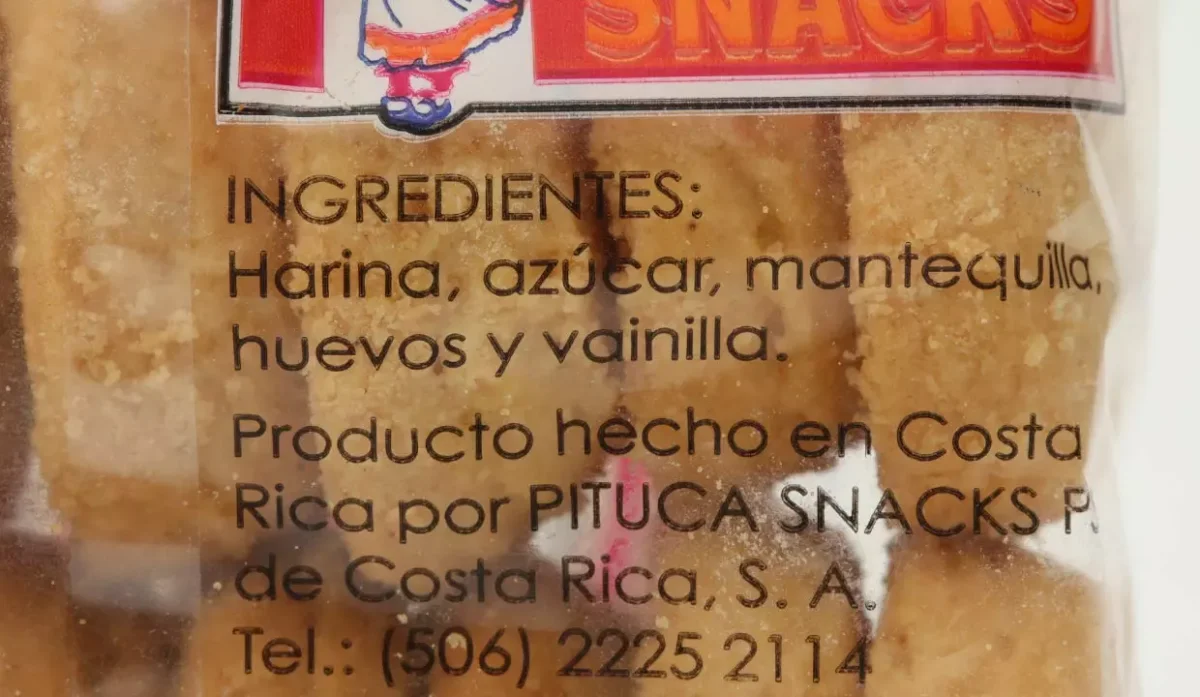 SNACKS
INGREDIENTES:
Harina, azúcar, mantequilla,
huevos y vainilla.
Producto hecho en Costa
Rica por PITUCA SNACKS
de Costa Rica, S. A.
Tel.: (506) 2225 2114